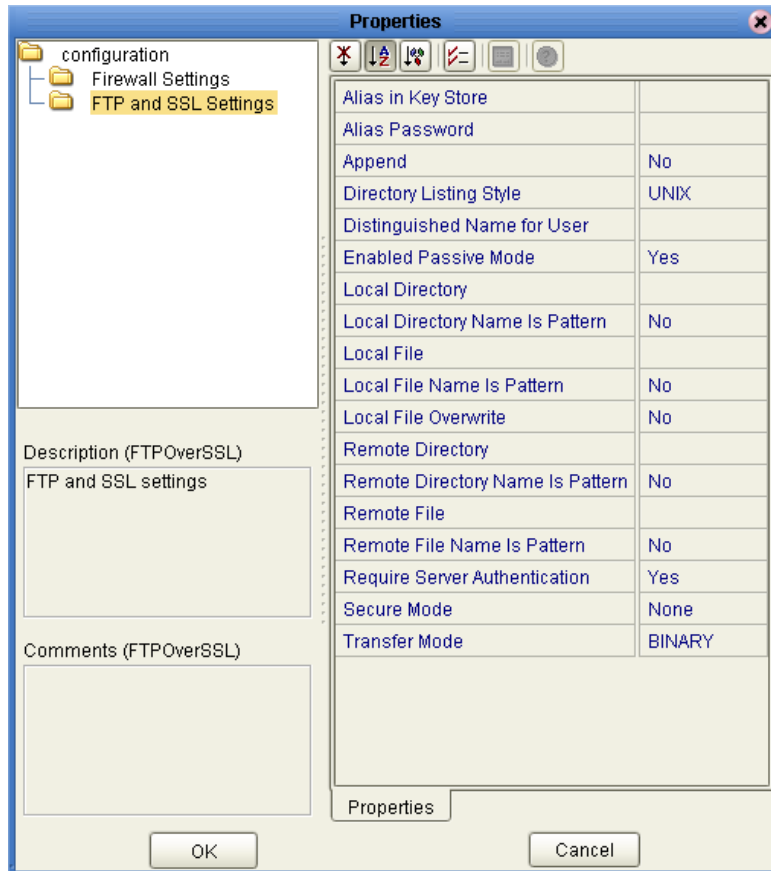 Properties
configuration
Firewall Settings
FTP and SSL Settings
Description (FTPOverSSL)
FTP and SSL settings
Comments (FTPOverSSL)
Alias in Key Store
Alias Password
Append No
Directory Listing Style UNIX
Distinguished Name for User
Enabled Passive Mode Yes
Local Directory
Local Directory Name Is Pattern No
Local File
Local File Name Is Pattern No
Local File Overwrite No
Remote Directory
Remote Directory Name Is Pattern No
Remote File
Remote File Name Is Pattern No
Require Server Authentication Yes
Secure Mode None
Transfer Mode BINARY
Properties
OK Cancel